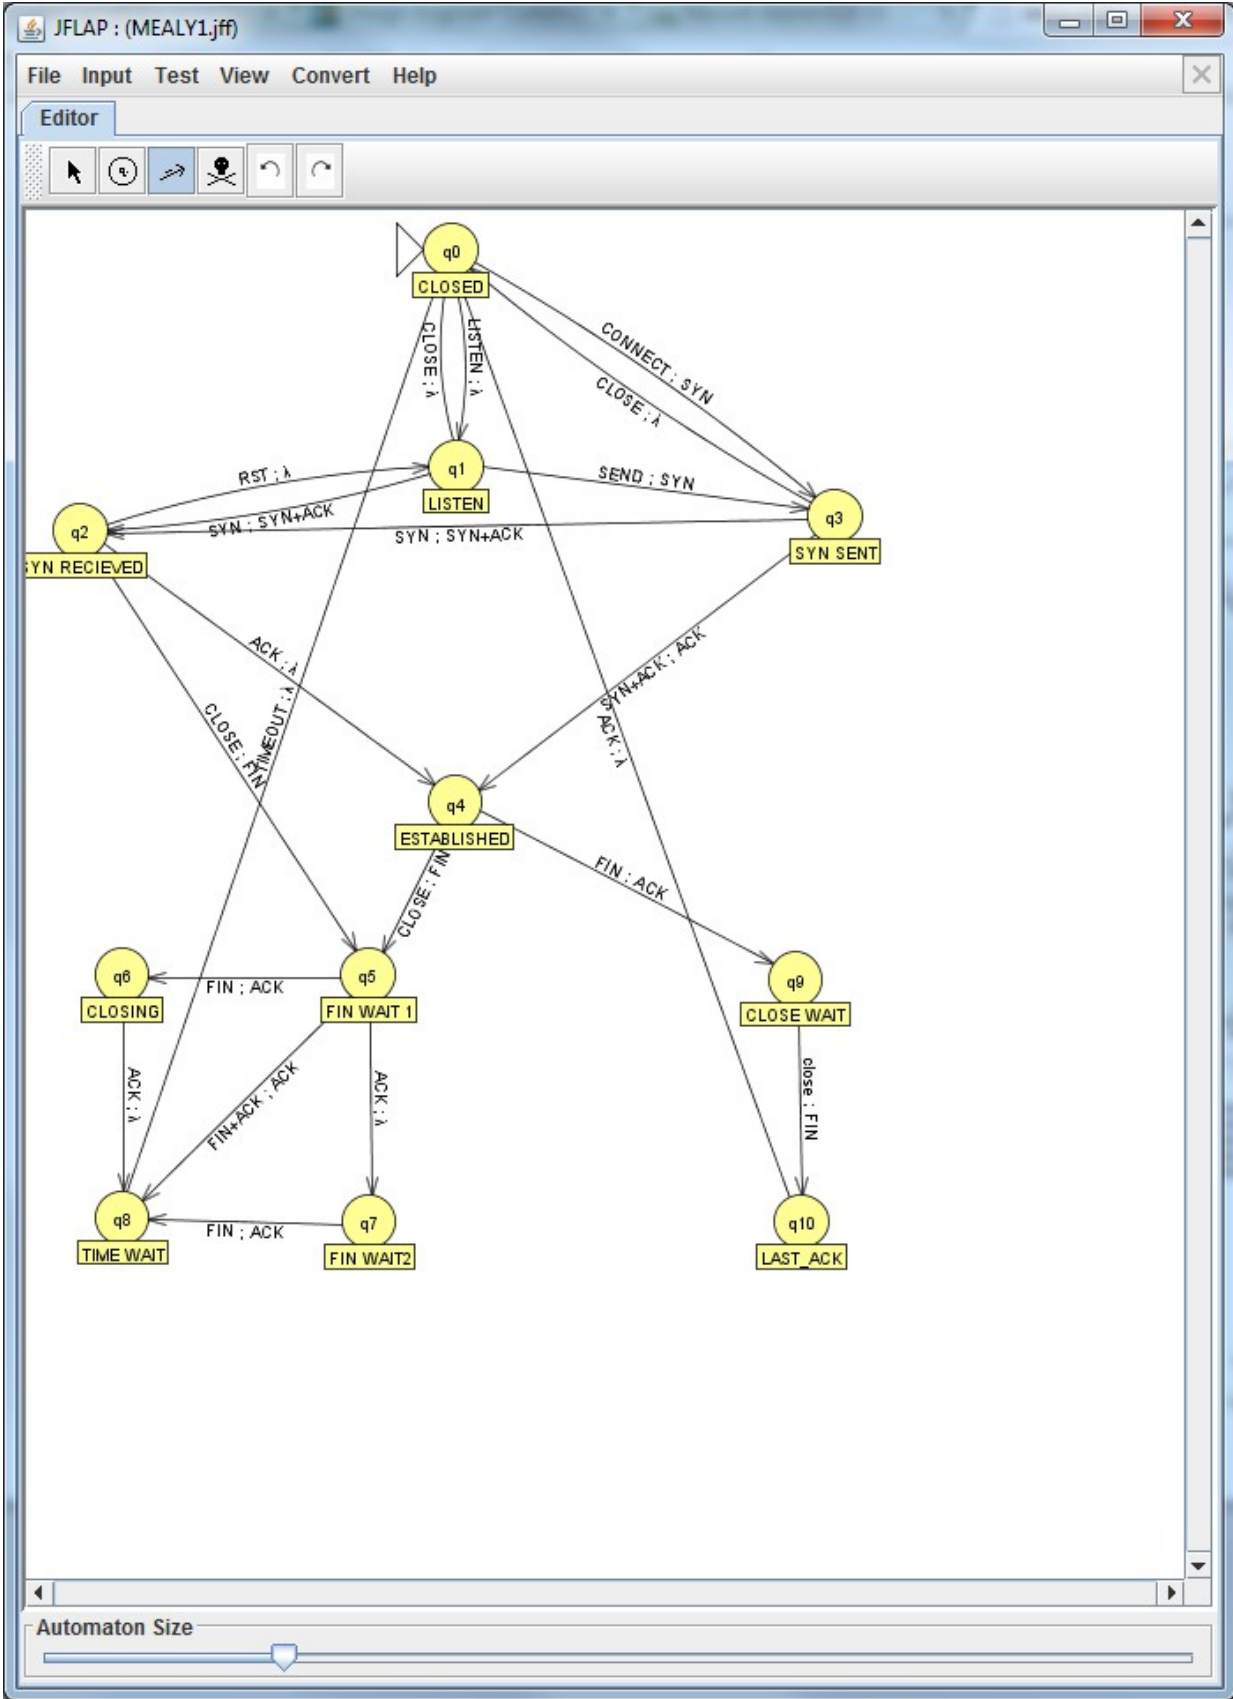 JFLAP : (MEALY1.jff)
File Input Test View Convert Help
Editor
q0
CLOSED
CLOSE ; λ
LISTEN ; λ
CONNECT ; SYN
CLOSE ; λ
RST ; λ
q1
LISTEN
SEND ; SYN
SYN ; SYN+ACK
q2
SYN RECIEVED
SYN ; SYN+ACK
q3
SYN SENT
ACK ; λ
SYN+ACK ; ACK
CLOSE ; FIN
TIMEOUT ; λ
ACK ; λ
q4
ESTABLISHED
CLOSE ; FIN
FIN ; ACK
q6
CLOSING
FIN ; ACK
q5
FIN WAIT 1
q9
CLOSE WAIT
ACK ; λ
FIN+ACK ; ACK
ACK ; λ
close ; FIN
q8
TIME WAIT
FIN ; ACK
q7
FIN WAIT2
q10
LAST_ACK
Automaton Size